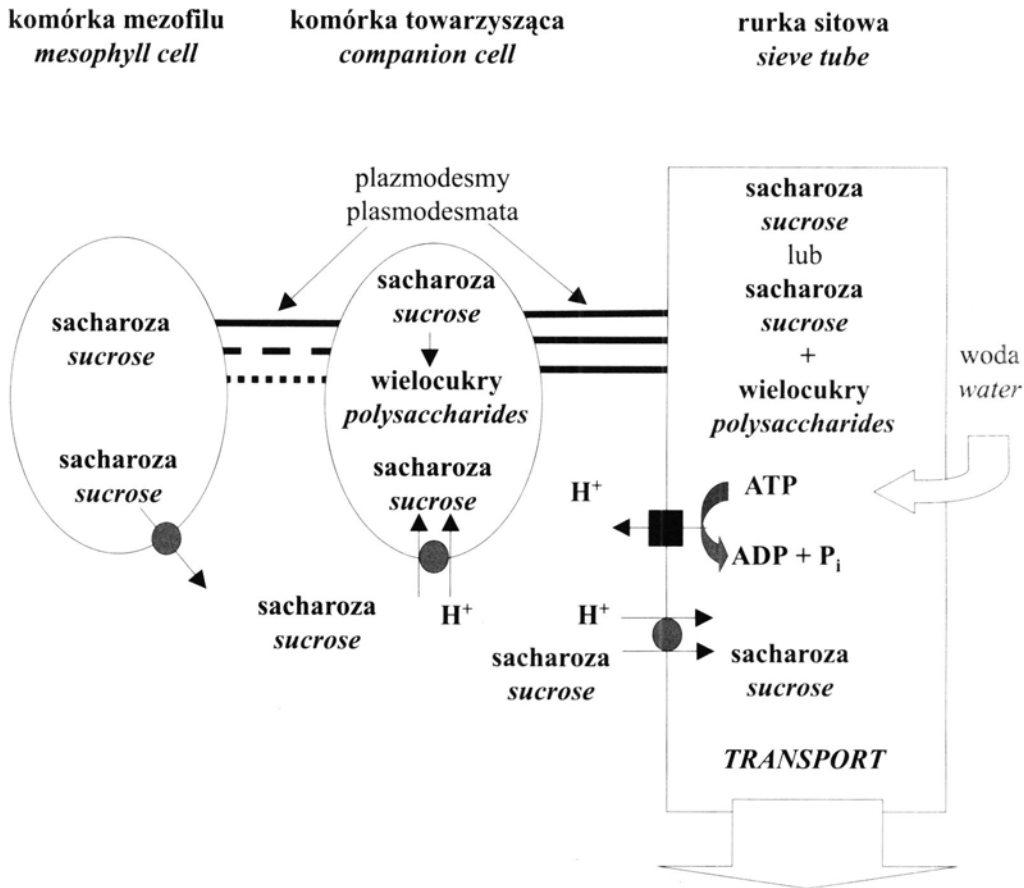 komórka mezofilu
mesophyll cell
komórka towarzysząca
companion cell
rurka sitowa
sieve tube
plazmodesmy
plasmodesmata
sacharoza
sucrose
sacharoza
sucrose
sacharoza
sucrose
wielocukry
polysaccharides
sacharoza
sucrose
sacharoza
sucrose
H⁺
sacharoza
sucrose
lub
sacharoza
sucrose
+
wielocukry
polysaccharides
woda
water
H⁺
ATP
ADP + Pᵢ
H⁺
sacharoza
sucrose
sacharoza
sucrose
TRANSPORT